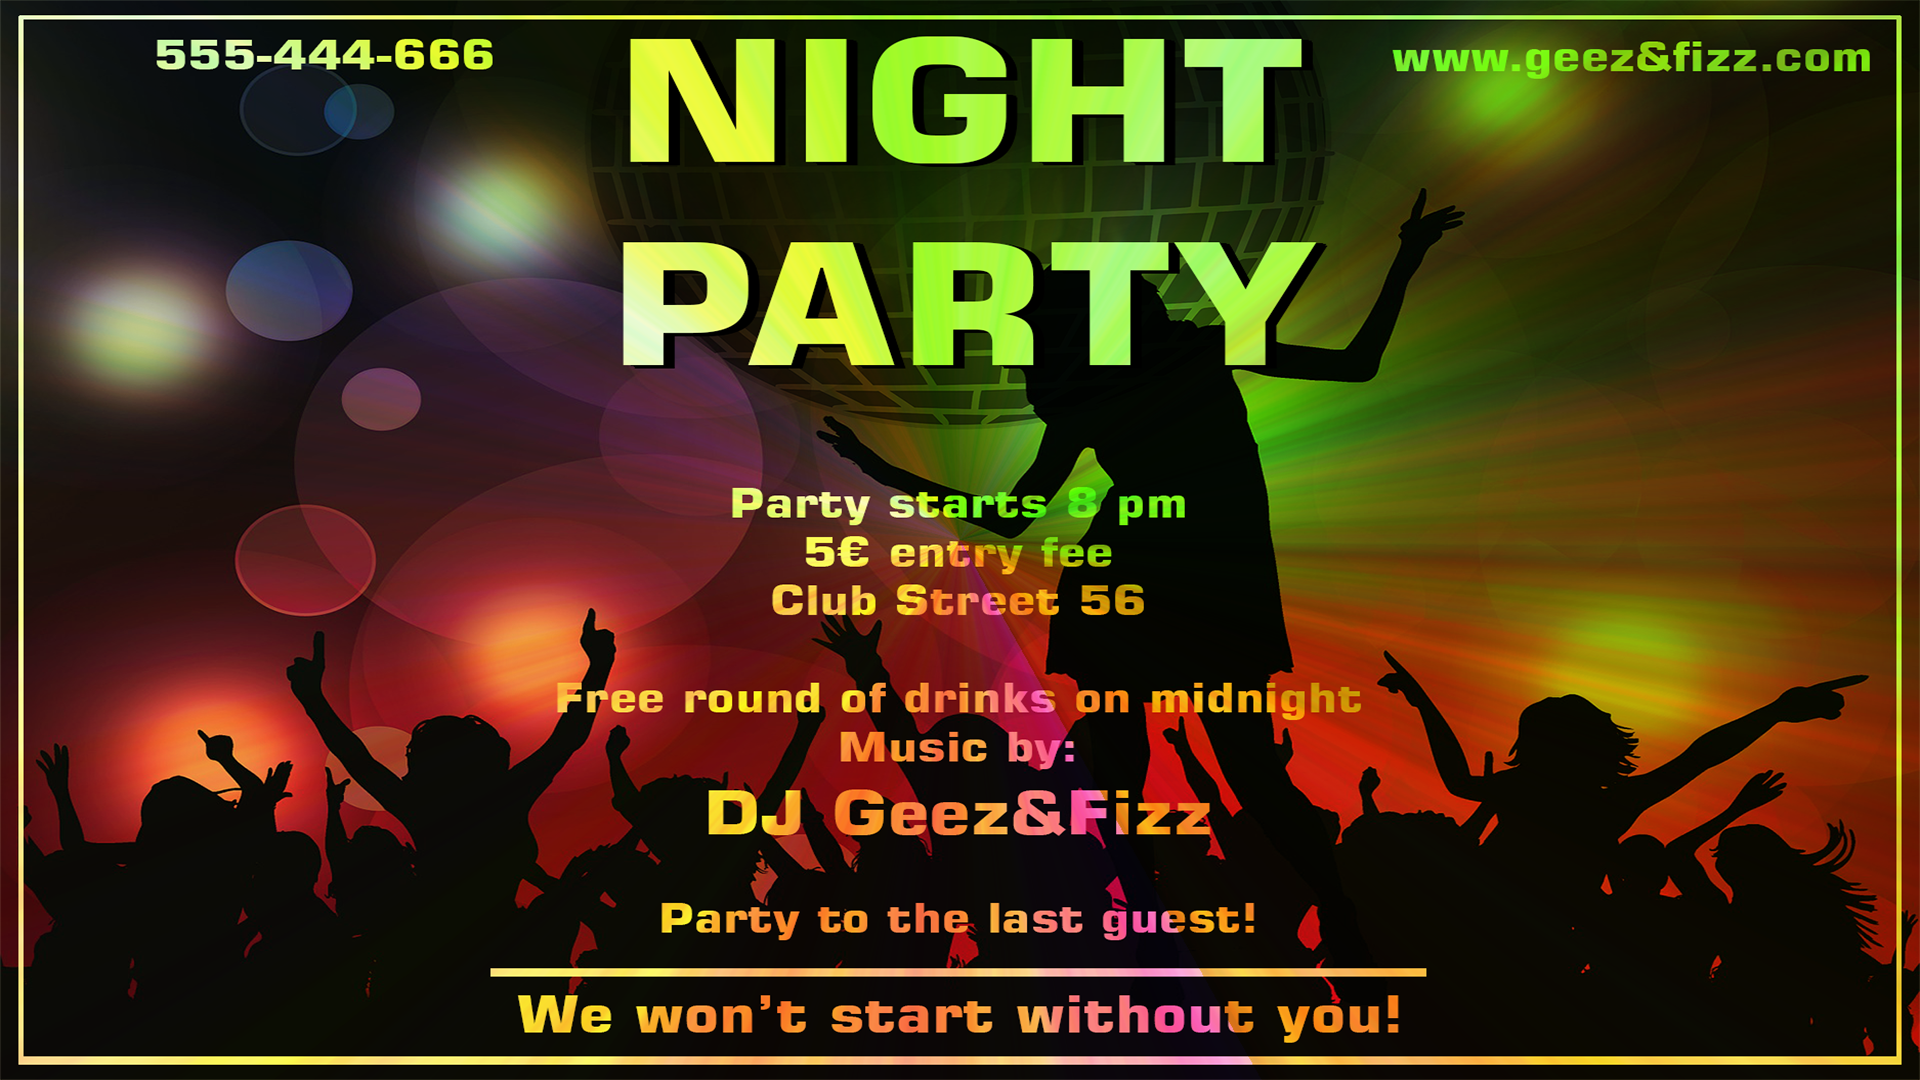 555-444-666
NIGHT
www.geez&fizz.com
PARTY
Party starts 8 pm
5€ entry fee
Club Street 56
Free round of drinks on midnight
Music by:
DJ Geez&Fizz
Party to the last guest!
We won't start without you!